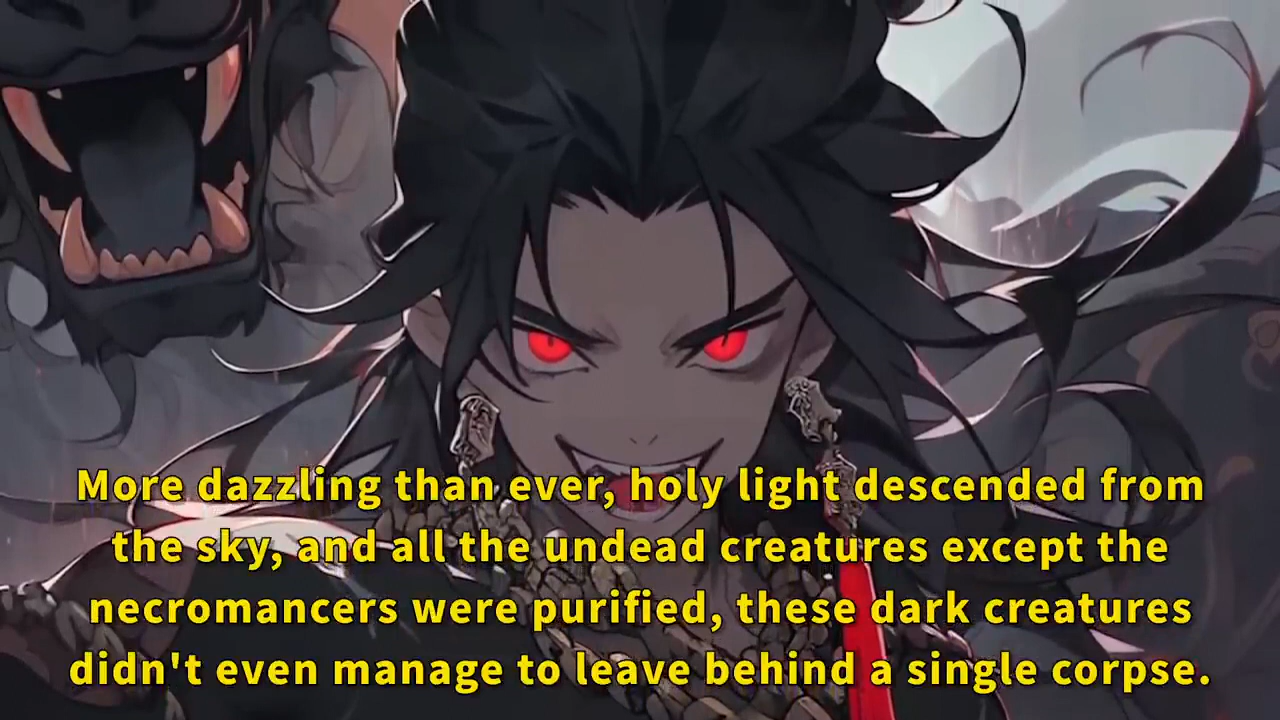 More dazzling than ever, holy light descended from
the sky, and all the undead creatures except the
necromancers were purified, these dark creatures
didn't even manage to leave behind a single corpse.